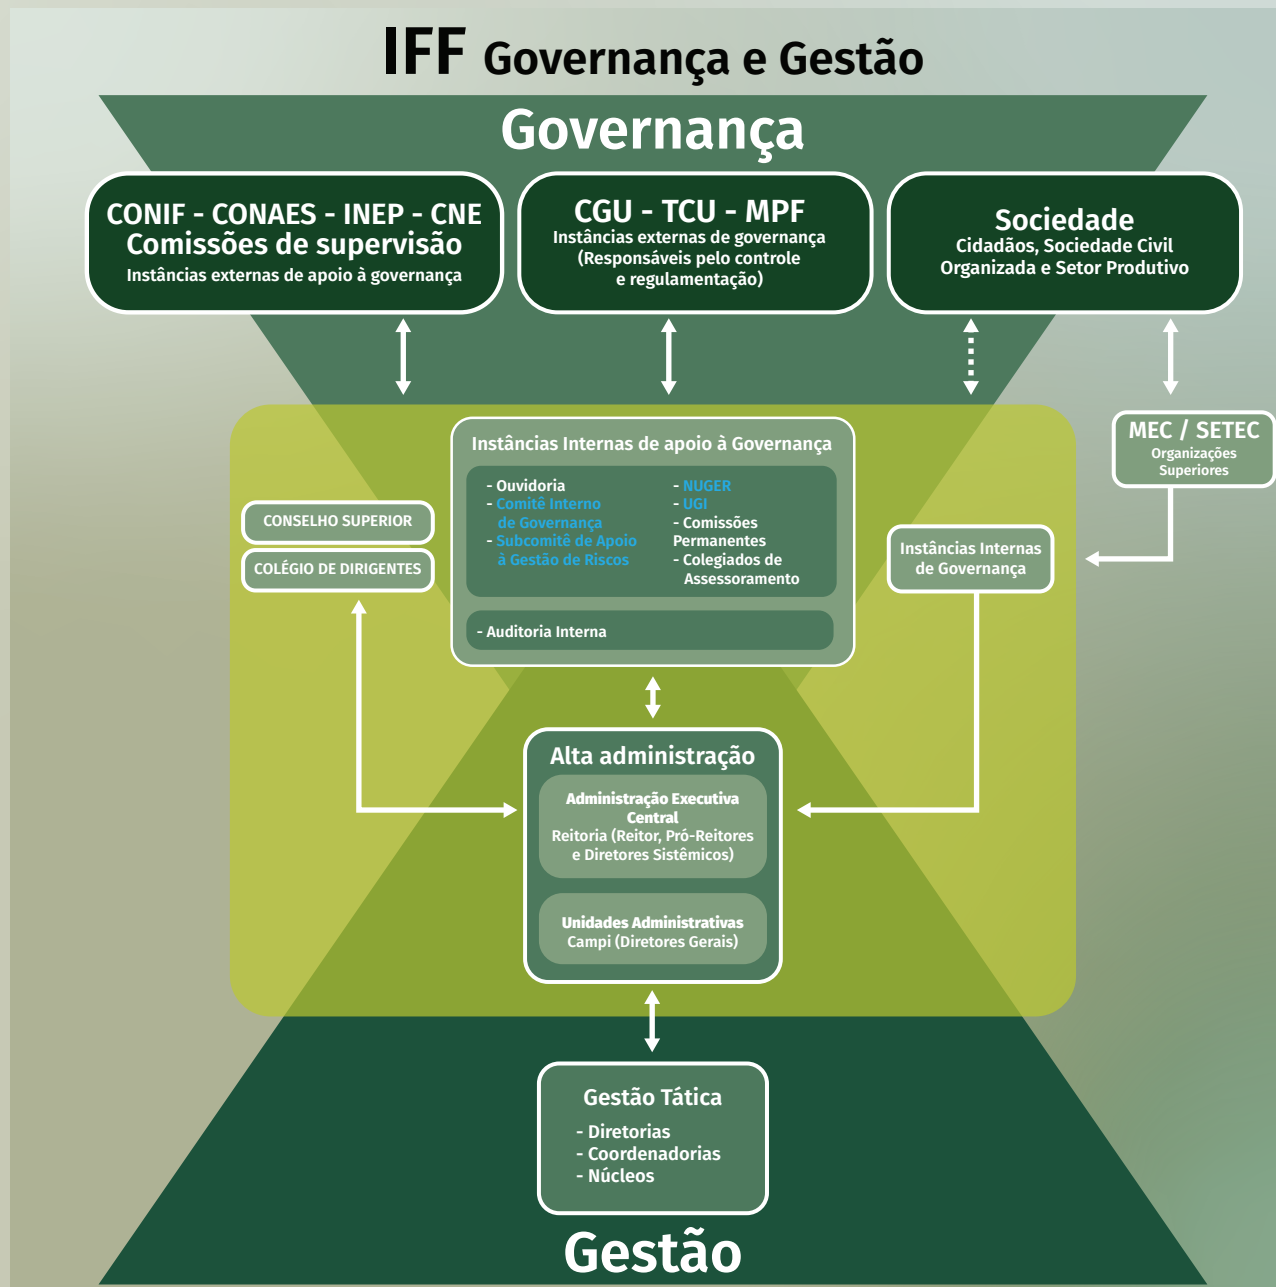 IFF Governança e Gestão
Governança
CONIF - CONAES - INEP - CNE
Comissões de supervisão
Instâncias externas de apoio à governança
CGU - TCU - MPF
Instâncias externas de governança
(Responsáveis pelo controle
e regulamentação)
Sociedade
Cidadãos, Sociedade Civil
Organizada e Setor Produtivo
MEC / SETEC
Organizações
Superiores
Instâncias Internas de apoio à Governança
- Ouvidoria
- Comitê Interno
de Governança
- Subcomitê de Apoio
à Gestão de Riscos
- NUGER
- UGI
- Comissões
Permanentes
- Colegiados de
Assessoramento
- Auditoria Interna
CONSELHO SUPERIOR
COLÉGIO DE DIRIGENTES
Instâncias Internas
de Governança
Alta administração
Administração Executiva
Central
Reitoria (Reitor, Pró-Reitores
e Diretores Sistêmicos)
Unidades Administrativas
Campi (Diretores Gerais)
Gestão Tática
- Diretorias
- Coordenadorias
- Núcleos
Gestão